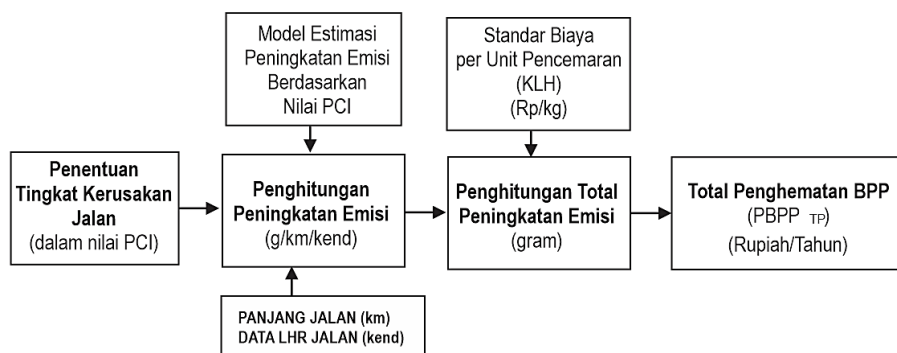 Model Estimasi
Peningkatan Emisi
Berdasarkan
Nilai PCI
Standar Biaya
per Unit Pencemaran
(KLH)
(Rp/kg)
Penentuan
Tingkat Kerusakan
Jalan
(dalam nilai PCI)
Penghitungan
Peningkatan Emisi
(g/km/kend)
Penghitungan Total
Peningkatan Emisi
(gram)
Total Penghematan BPP
(PBPP TP)
(Rupiah/Tahun)
PANJANG JALAN (km)
DATA LHR JALAN (kend)